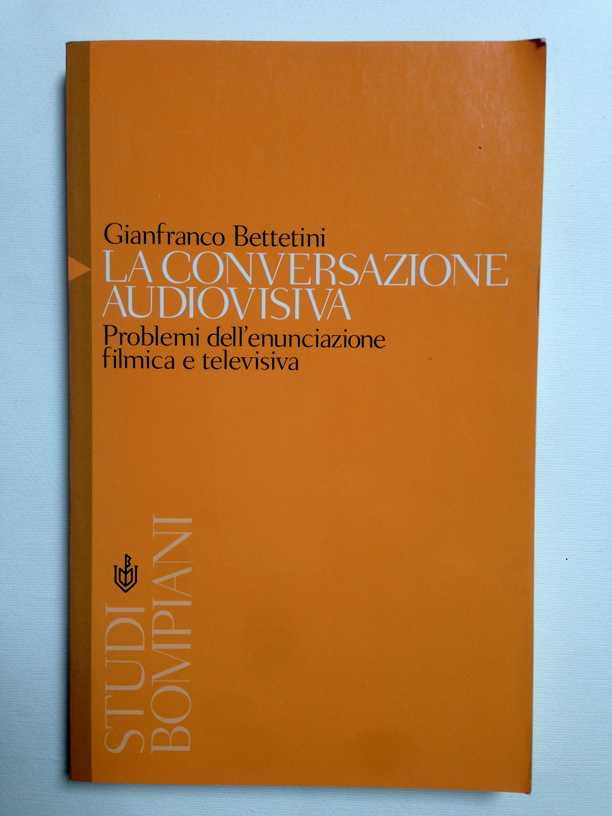 Gianfranco Bettetini
LA CONVERSAZIONE
AUDIOVISIVA
Problemi dell'enunciazione
filmica e televisiva
B
STUDI
BOMPIANI